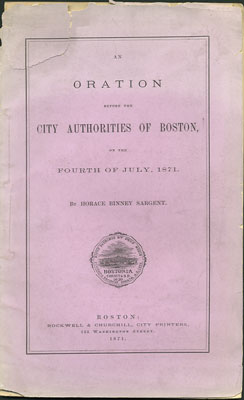 AN
ORATION
BEFORE THE
CITY AUTHORITIES OF BOSTON,
ON THE
FOURTH OF JULY, 1871.
BY HORACE BINNEY SARGENT.
BOSTONIA.
BOSTON:
ROCKWELL & CHURCHILL, CITY PRINTERS,
122 WASHINGTON STREET.
1871.